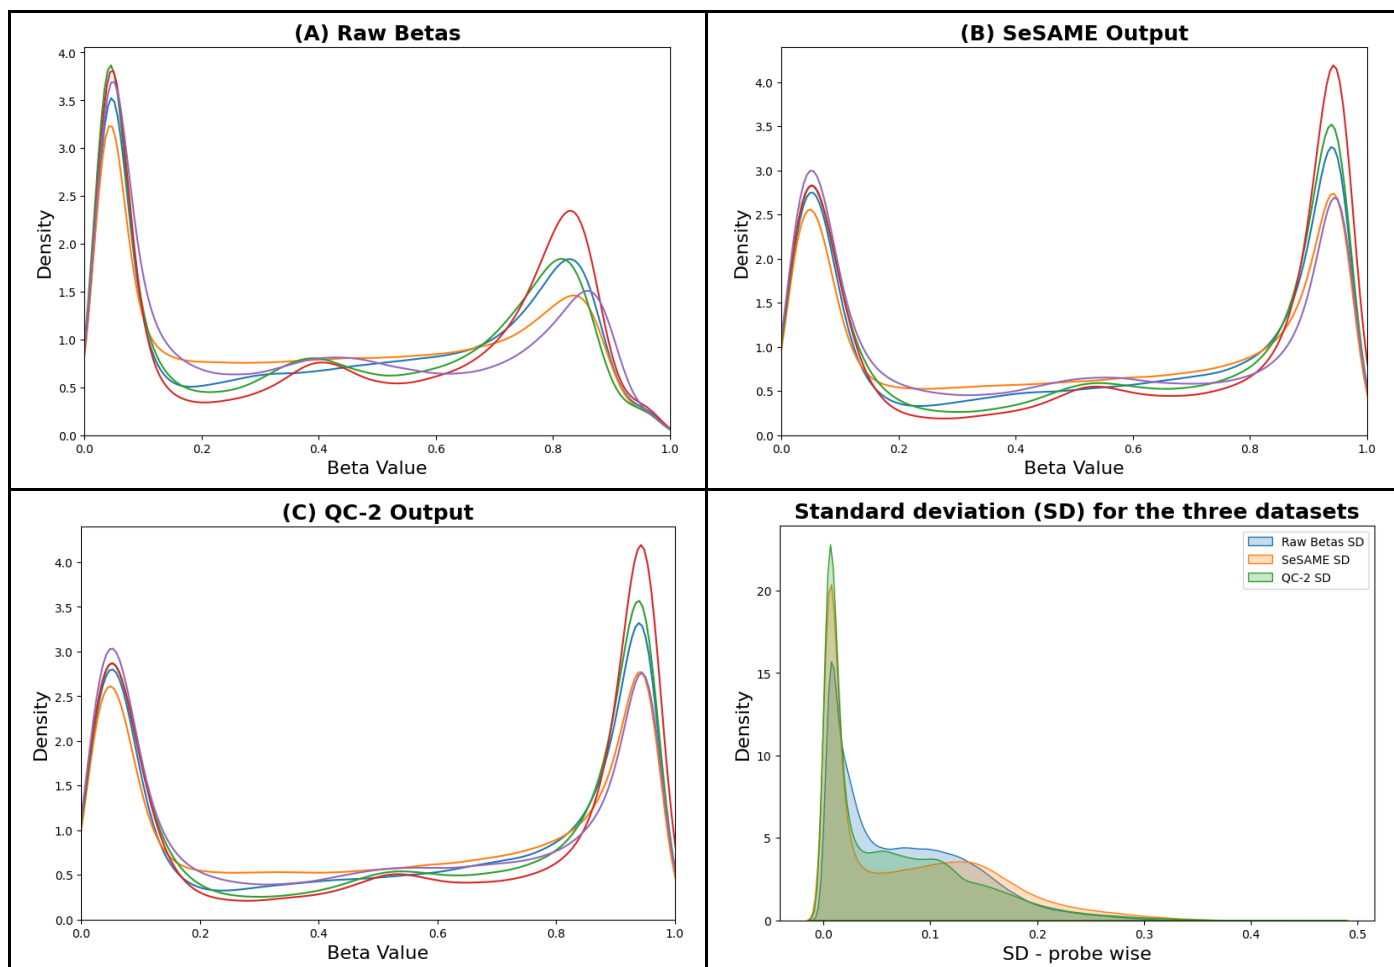 (A) Raw Betas
4.0
3.5
3.0
2.5
2.0
1.5
1.0
0.5
0.0
Density
0.0 0.2 0.4 0.6 0.8 1.0
Beta Value
(B) SeSAME Output
4.0
3.5
3.0
2.5
2.0
1.5
1.0
0.5
0.0
Density
0.0 0.2 0.4 0.6 0.8 1.0
Beta Value
(C) QC-2 Output
4.0
3.5
3.0
2.5
2.0
1.5
1.0
0.5
0.0
Density
0.0 0.2 0.4 0.6 0.8 1.0
Beta Value
Standard deviation (SD) for the three datasets
Raw Betas SD
SeSAME SD
QC-2 SD
20
15
10
5
0
Density
0.0 0.1 0.2 0.3 0.4 0.5
SD - probe wise